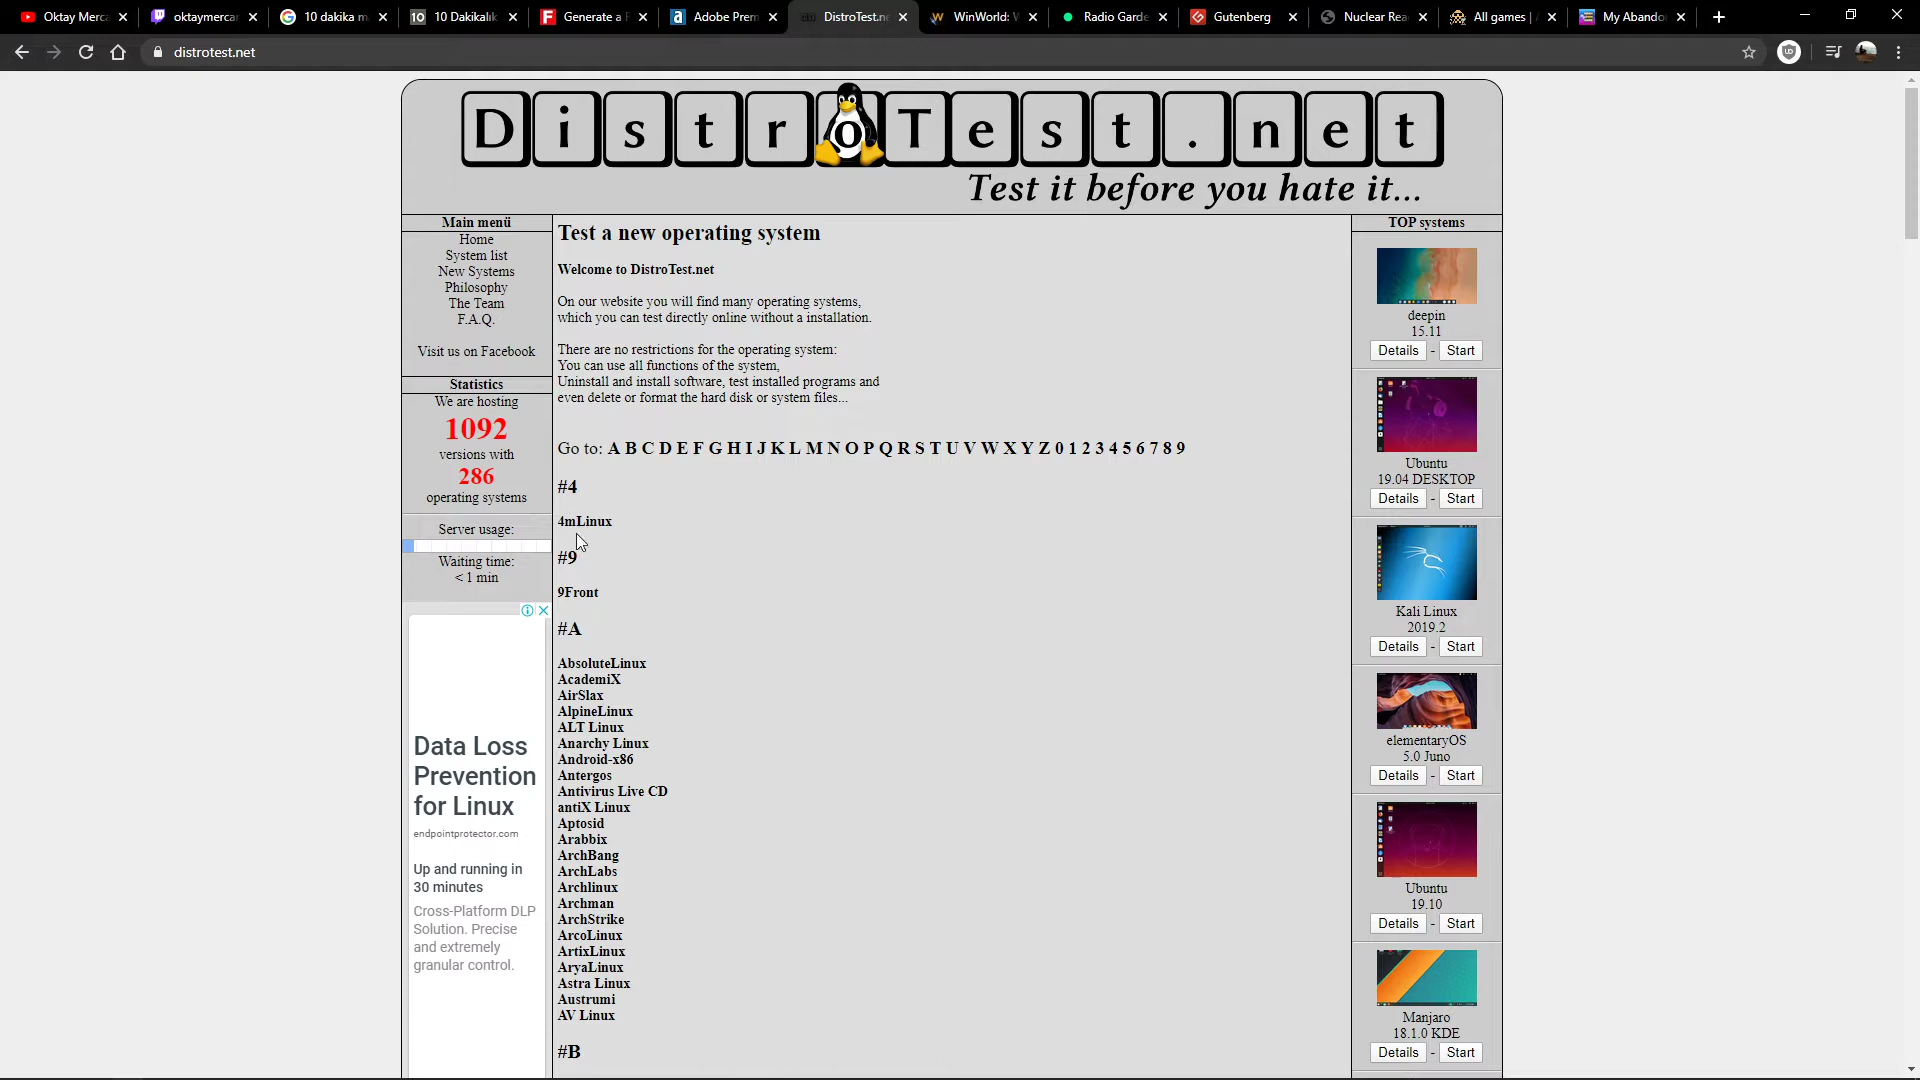 Oktay Merca
oktaymercan
10 dakika m
10 Dakikalık
Generate a F
Adobe Prem
DistroTest.ne
WinWorld: W
Radio Garde
Gutenberg
Nuclear Rea
All games |
My Abando
distrotest.net
DistroTest.net
Test it before you hate it...
Main menü
Home
System list
New Systems
Philosophy
The Team
F.A.Q.
Visit us on Facebook
Statistics
We are hosting
1092
versions with
286
operating systems
Server usage:
Waiting time:
< 1 min
Data Loss
Prevention
for Linux
endpointprotector.com
Up and running in
30 minutes
Cross-Platform DLP
Solution. Precise
and extremely
granular control.
Test a new operating system
Welcome to DistroTest.net
On our website you will find many operating systems,
which you can test directly online without a installation.
There are no restrictions for the operating system:
You can use all functions of the system,
Uninstall and install software, test installed programs and
even delete or format the hard disk or system files...
Go to: A B C D E F G H I J K L M N O P Q R S T U V W X Y Z 0 1 2 3 4 5 6 7 8 9
#4
4mLinux
#9
9Front
#A
AbsoluteLinux
AcademiX
AirSlax
AlpineLinux
ALT Linux
Anarchy Linux
Android-x86
Antergos
Antivirus Live CD
antiX Linux
Aptosid
Arabbix
ArchBang
ArchLabs
Archlinux
Archman
ArchStrike
ArcoLinux
ArtixLinux
AryaLinux
Astra Linux
Austrumi
AV Linux
#B
TOP systems
deepin
15.11
Details - Start
Ubuntu
19.04 DESKTOP
Details - Start
Kali Linux
2019.2
Details - Start
elementaryOS
5.0 Juno
Details - Start
Ubuntu
19.10
Details - Start
Manjaro
18.1.0 KDE
Details - Start